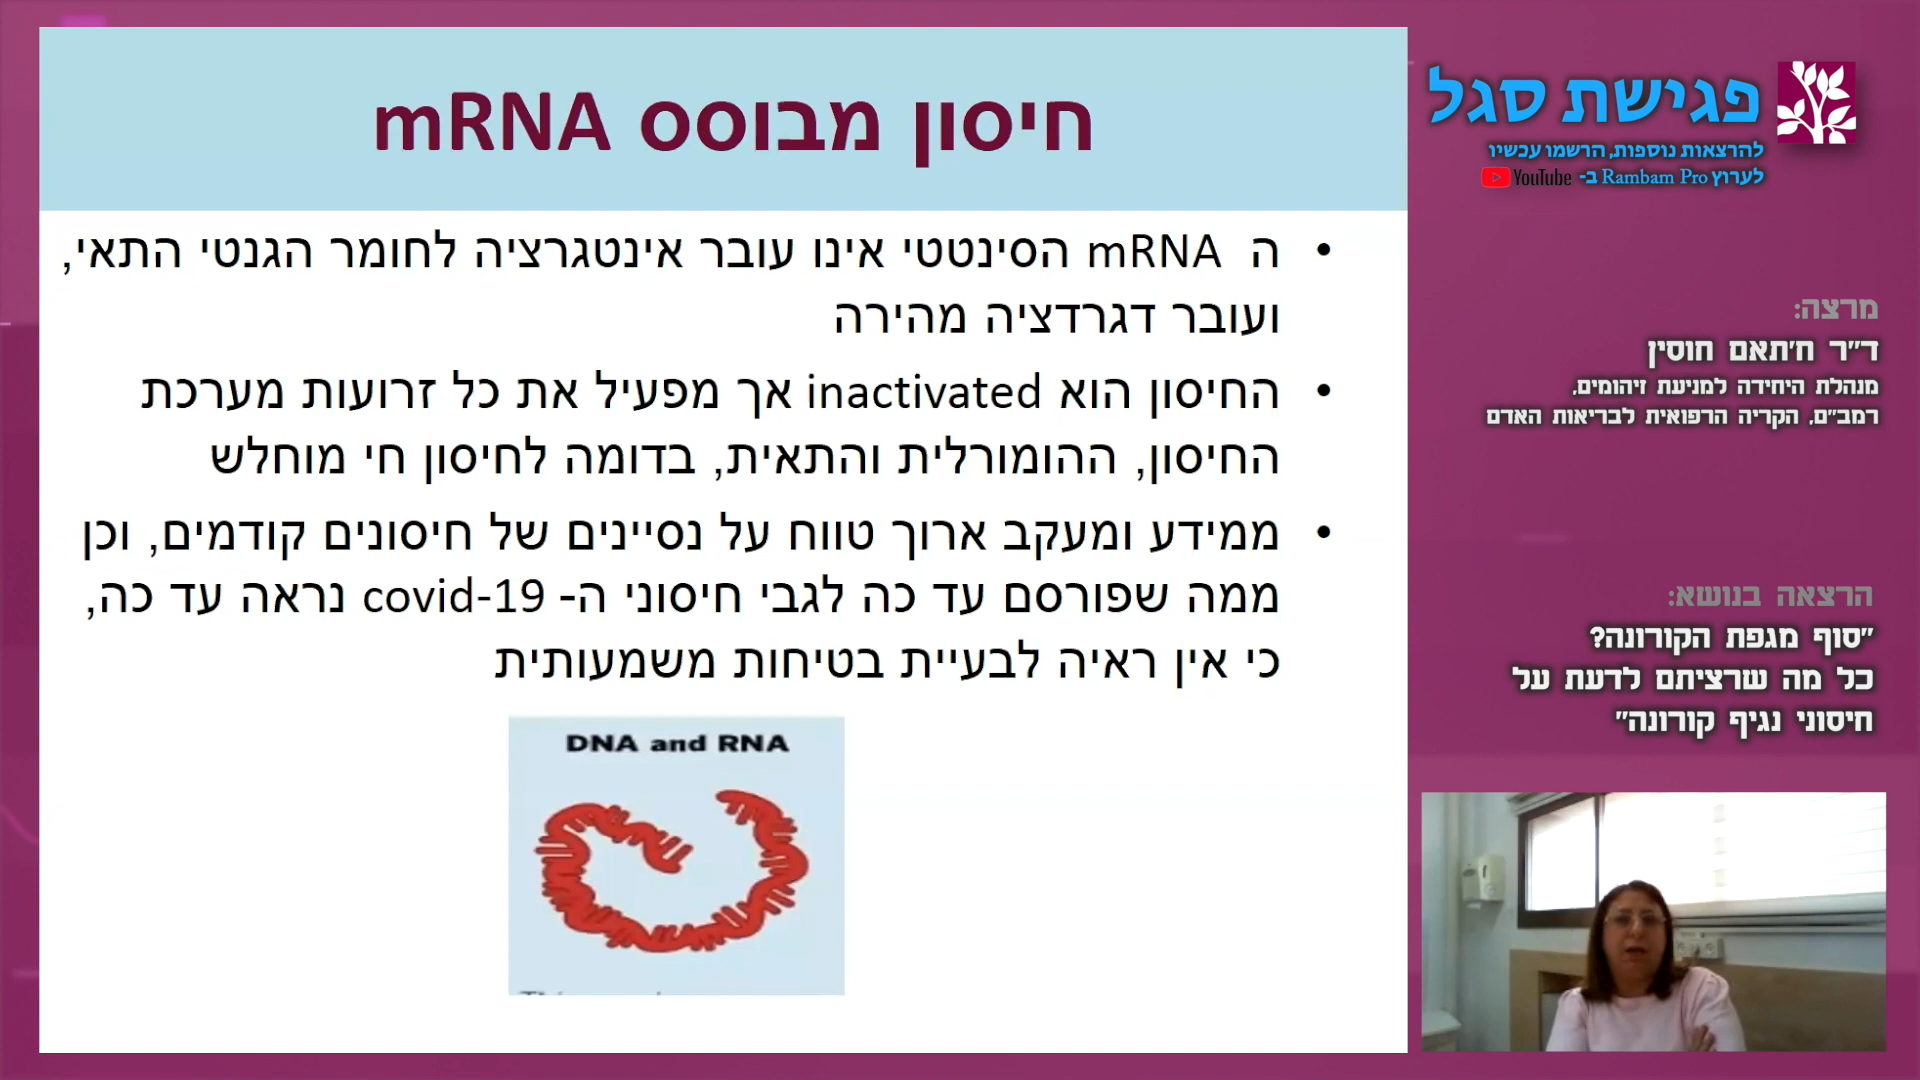 חיסון מבוסס mRNA
• ה mRNA הסינטטי אינו עובר אינטגרציה לחומר הגנטי התאי,
ועובר דגרדציה מהירה
• החיסון הוא inactivated אך מפעיל את כל זרועות מערכת
החיסון, ההומורלית והתאית, בדומה לחיסון חי מוחלש
• ממידע ומעקב ארוך טווח על נסיינים של חיסונים קודמים, וכן
ממה שפורסם עד כה לגבי חיסוני ה- covid-19 נראה עד כה,
כי אין ראיה לבעיית בטיחות משמעותית
DNA and RNA
פגישת סגל
להרצאות נוספות, הרשמו עכשיו
לערוץ Rambam Pro ב- YouTube
מרצה:
ד"ר ח'תאם חוסין
מנהלת היחידה למניעת זיהומים,
רמב"ם, הקריה הרפואית לבריאות האדם
הרצאה בנושא:
"סוף מגפת הקורונה?
כל מה שרציתם לדעת על
חיסוני נגיף קורונה"